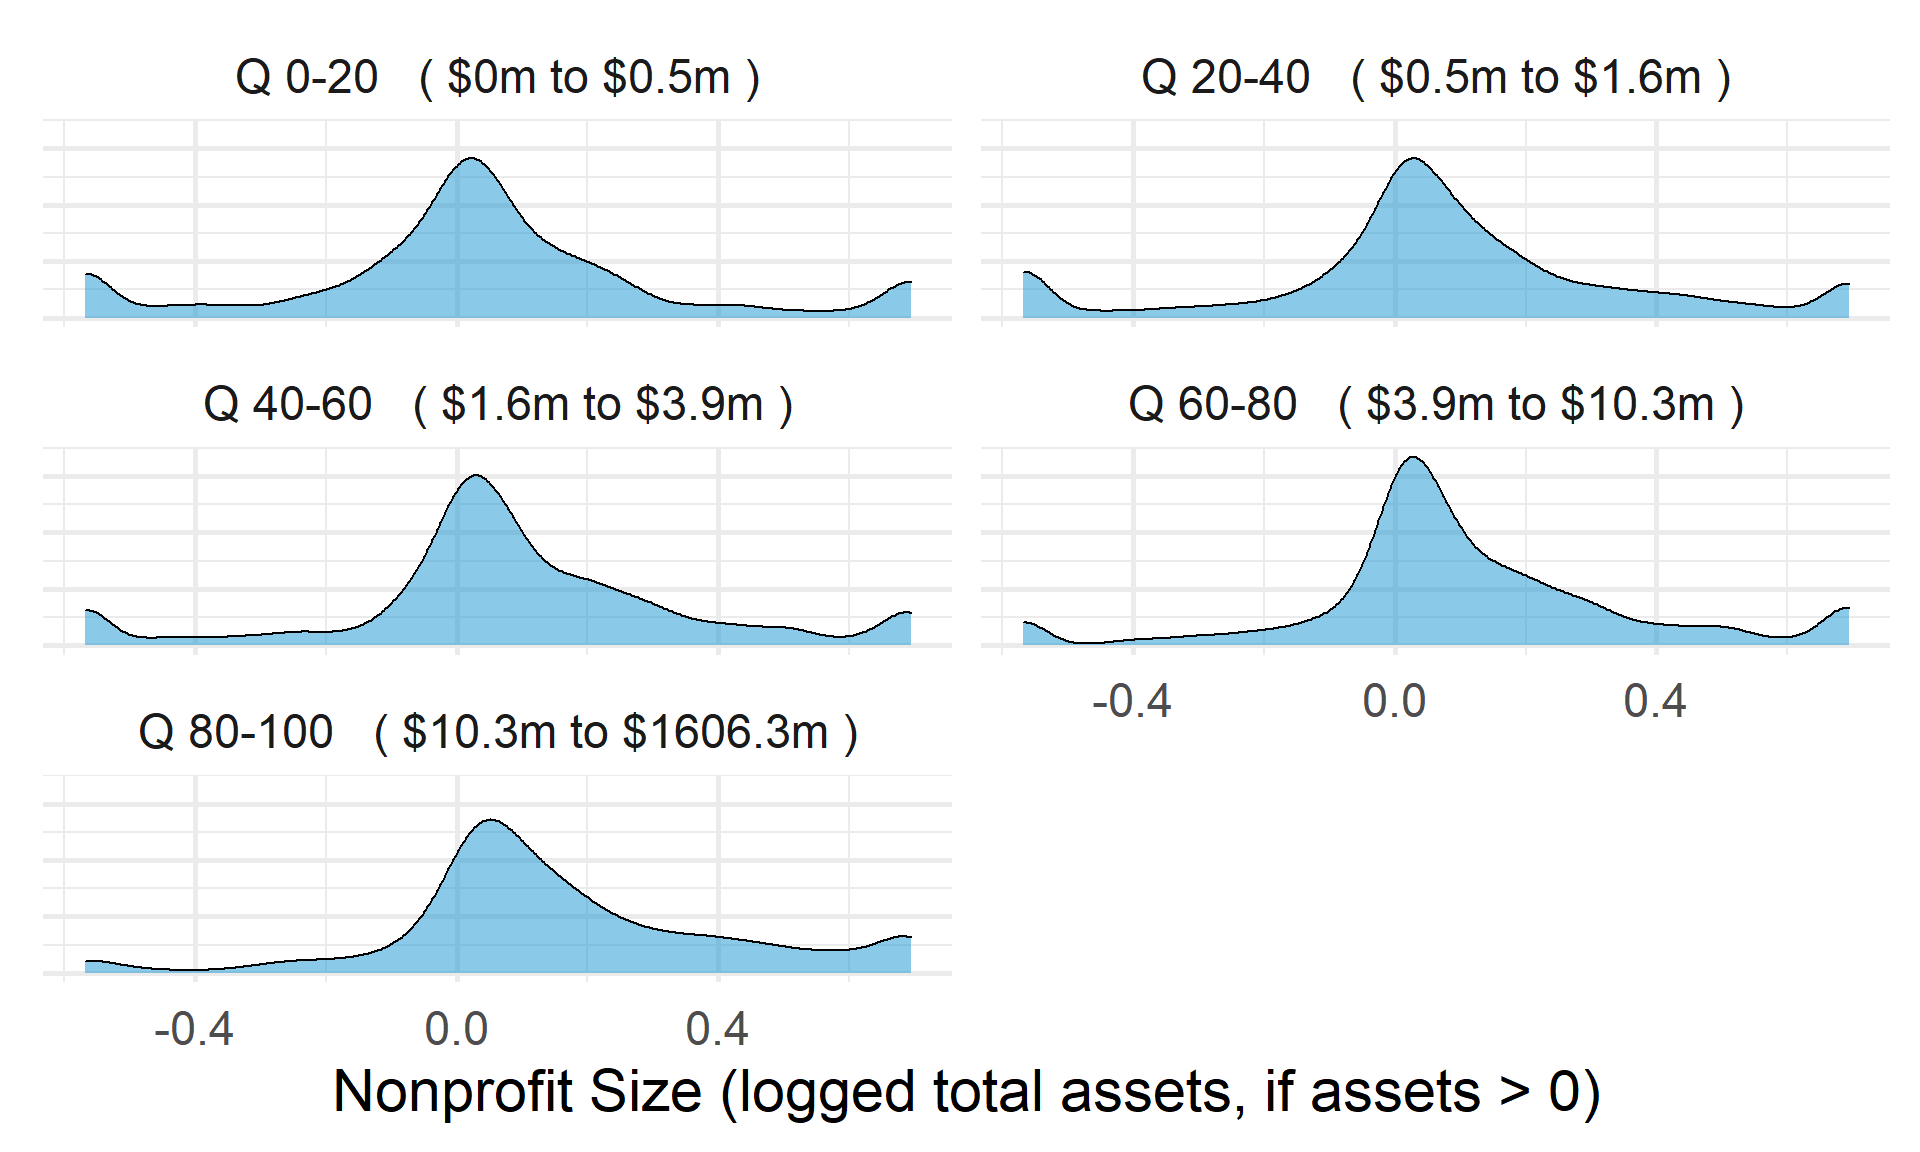 Q 0-20 ( $0m to $0.5m )
Q 20-40 ( $0.5m to $1.6m )
Q 40-60 ( $1.6m to $3.9m )
Q 60-80 ( $3.9m to $10.3m )
-0.4 0.0 0.4
Q 80-100 ( $10.3m to $1606.3m )
-0.4 0.0 0.4
Nonprofit Size (logged total assets, if assets > 0)